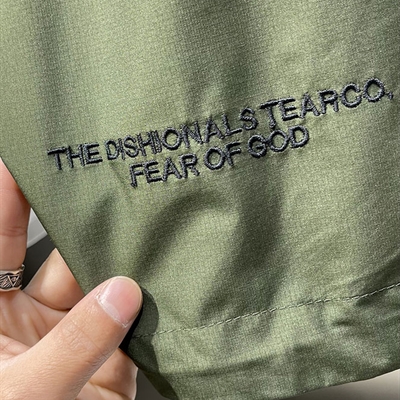 THE DISHIONALS TEARCO,
FEAR OF GOD